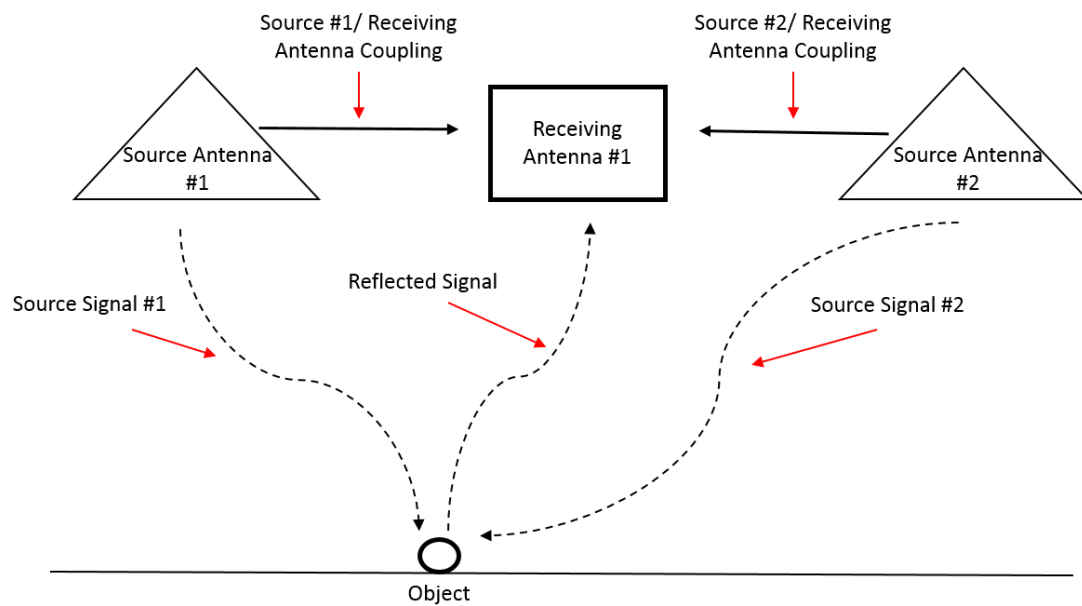 Source #1/ Receiving
Antenna Coupling
Source #2/ Receiving
Antenna Coupling
Source Antenna
#1
Receiving
Antenna #1
Source Antenna
#2
Source Signal #1
Reflected Signal
Source Signal #2
Object